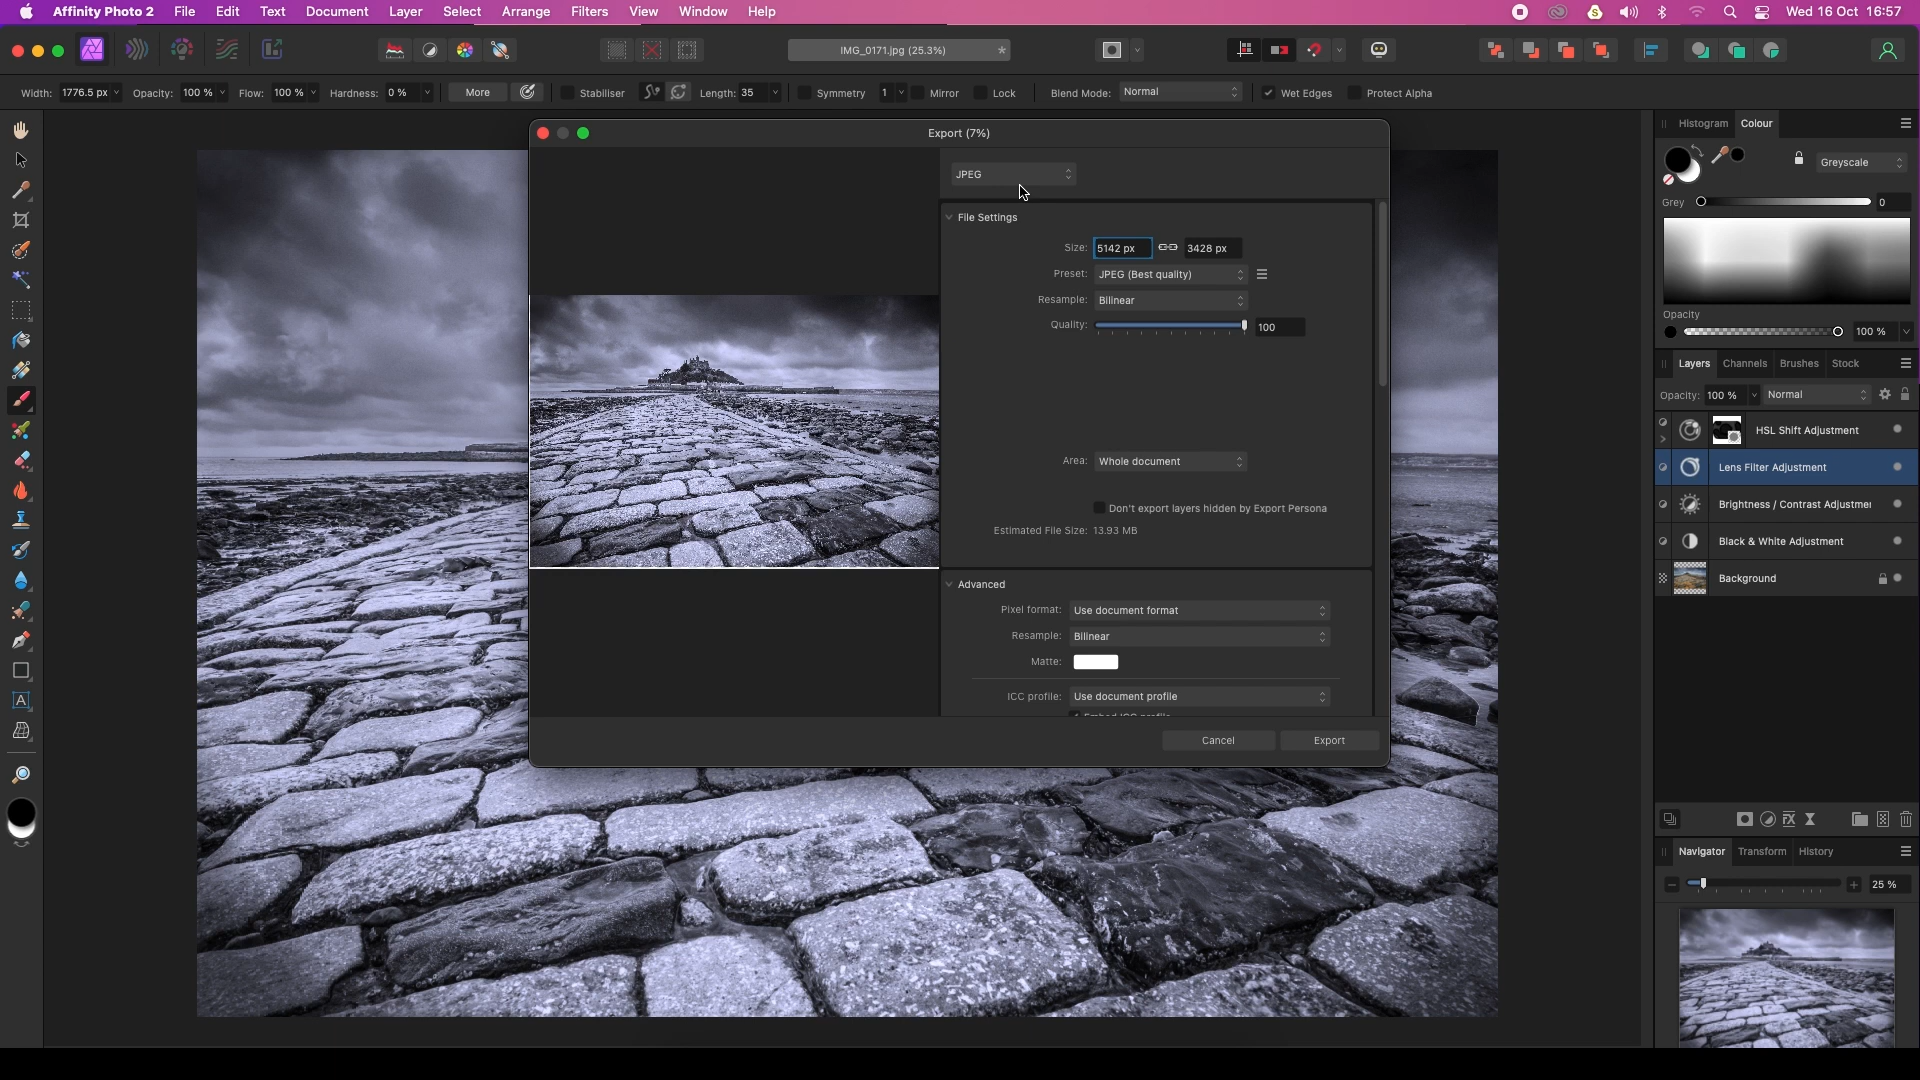 Affinity Photo 2 File Edit Text Document Layer Select Arrange Filters View Window Help Wed 16 Oct 16:57
IMG_0171.jpg (25.3%) *
Width: 1776.5 px Opacity: 100 % Flow: 100 % Hardness: 0 % More Stabiliser Length: 35 Symmetry 1 Mirror Lock Blend Mode: Normal Wet Edges Protect Alpha
Export (7%)
JPEG
File Settings
Size: 5142 px 3428 px
Preset: JPEG (Best quality)
Resample: Bilinear
Quality: 100
Area: Whole document
Don't export layers hidden by Export Persona
Estimated File Size: 13.93 MB
Advanced
Pixel format: Use document format
Resample: Bilinear
Matte:
ICC profile: Use document profile
Cancel Export
Histogram Colour
Greyscale
Grey 0
Opacity
100 %
Layers Channels Brushes Stock
Opacity: 100 % Normal
HSL Shift Adjustment
Lens Filter Adjustment
Brightness / Contrast Adjustmer
Black & White Adjustment
Background
Navigator Transform History
25 %